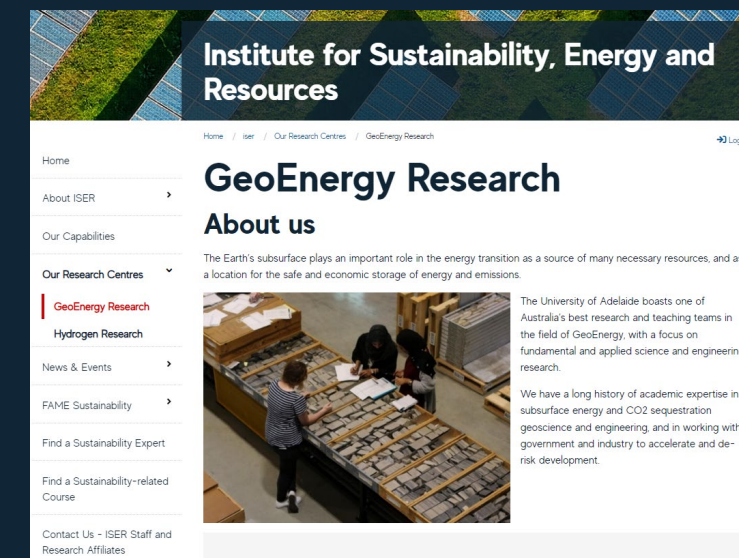 Institute for Sustainability, Energy and
Resources
Home / iser / Our Research Centres / GeoEnergy Research
Home
About ISER
Our Capabilities
Our Research Centres
GeoEnergy Research
Hydrogen Research
News & Events
FAME Sustainability
Find a Sustainability Expert
Find a Sustainability-related
Course
Contact Us - ISER Staff and
Research Affiliates
GeoEnergy Research
About us
The Earth's subsurface plays an important role in the energy transition as a source of many necessary resources, and
a location for the safe and economic storage of energy and emissions.
The University of Adelaide boasts one of
Australia's best research and teaching teams in
the field of GeoEnergy, with a focus on
fundamental and applied science and
research.
We have a long history of academic expertise in
subsurface energy and CO2 sequestration
geoscience and engineering, and in working
government and industry to accelerate and de-
risk development.